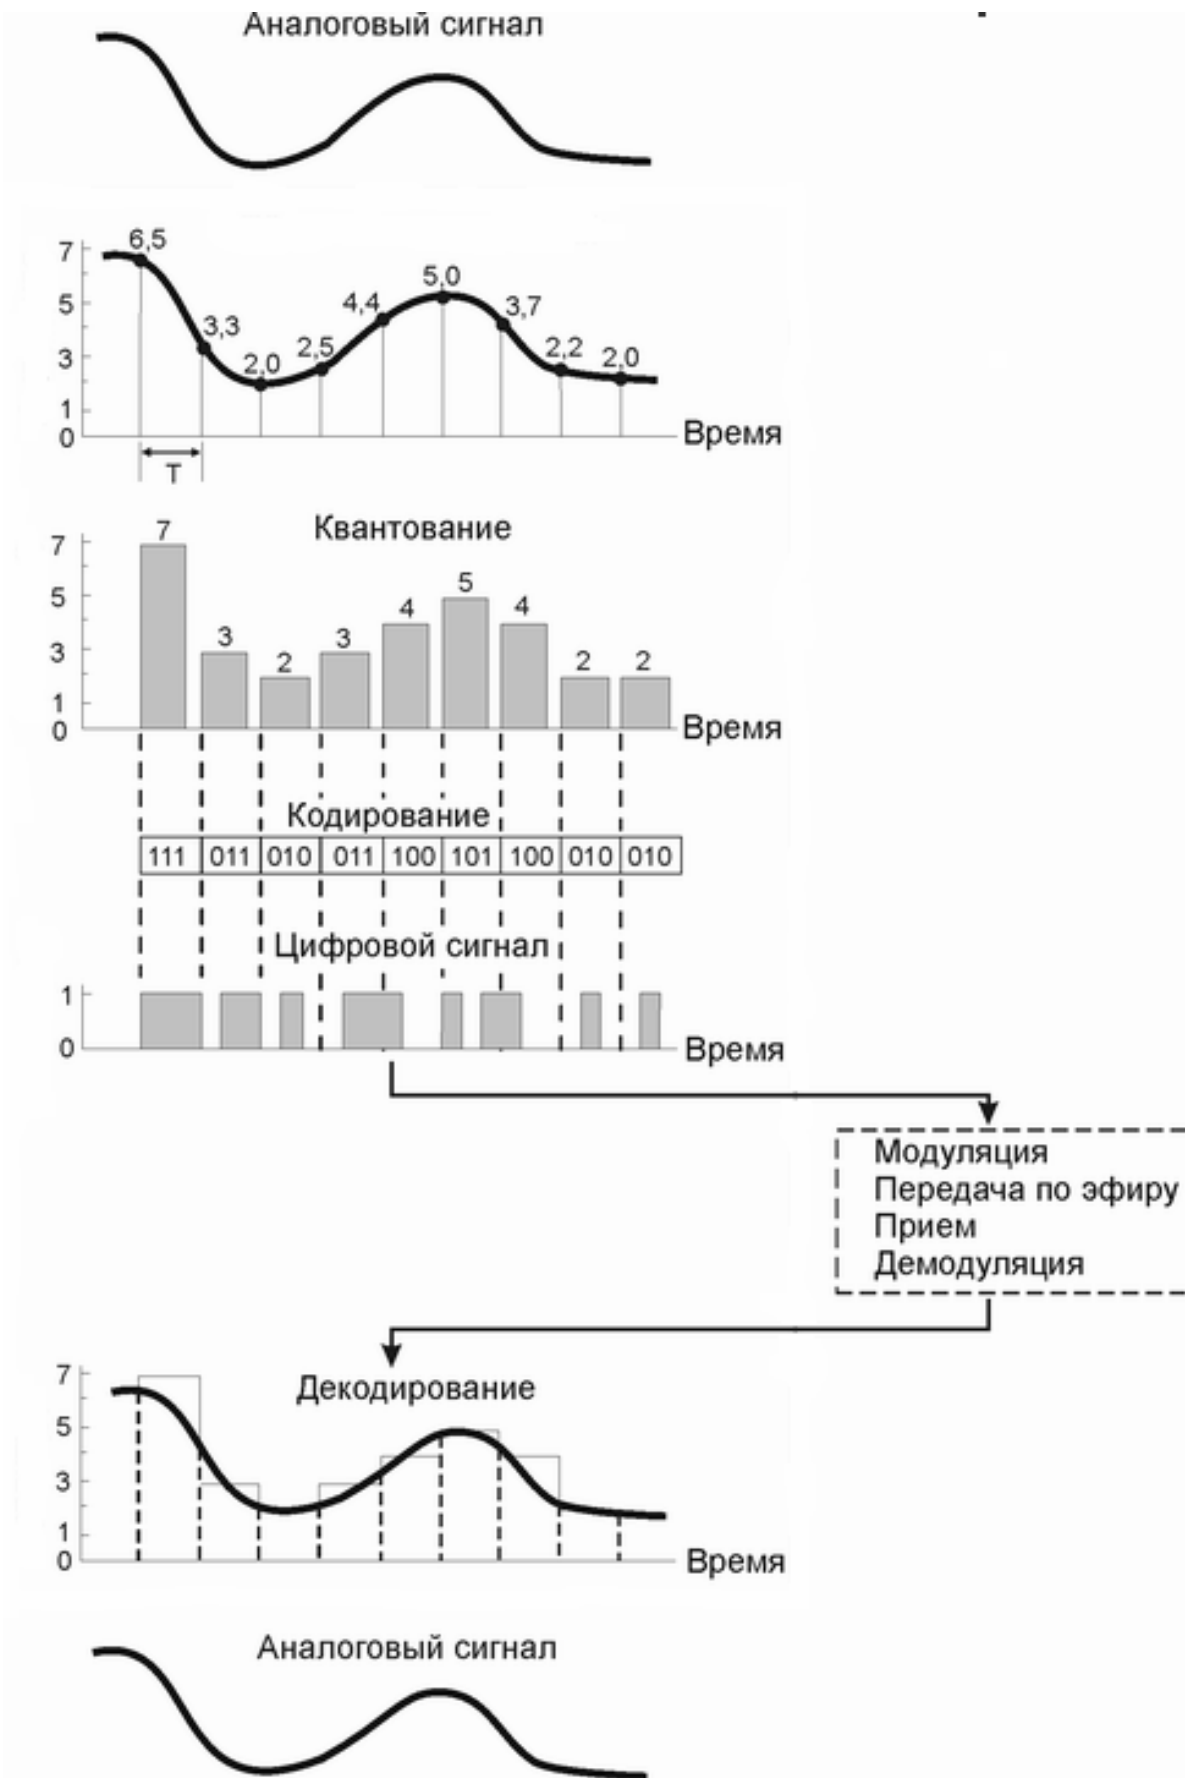 Аналоговый сигнал
6,5
7
5,0
5
4,4
3,7
3,3
2,5
2,0
2,2
2,0
3
1
0
Время
T
Квантование
7
7
5
5
4
4
3
3
3
2
2
2
1
0
Время
Кодирование
111 011 010 011 100 101 100 010 010
Цифровой сигнал
1
0
Время
Модуляция
Передача по эфиру
Прием
Демодуляция
7
Декодирование
5
3
1
0
Время
Аналоговый сигнал